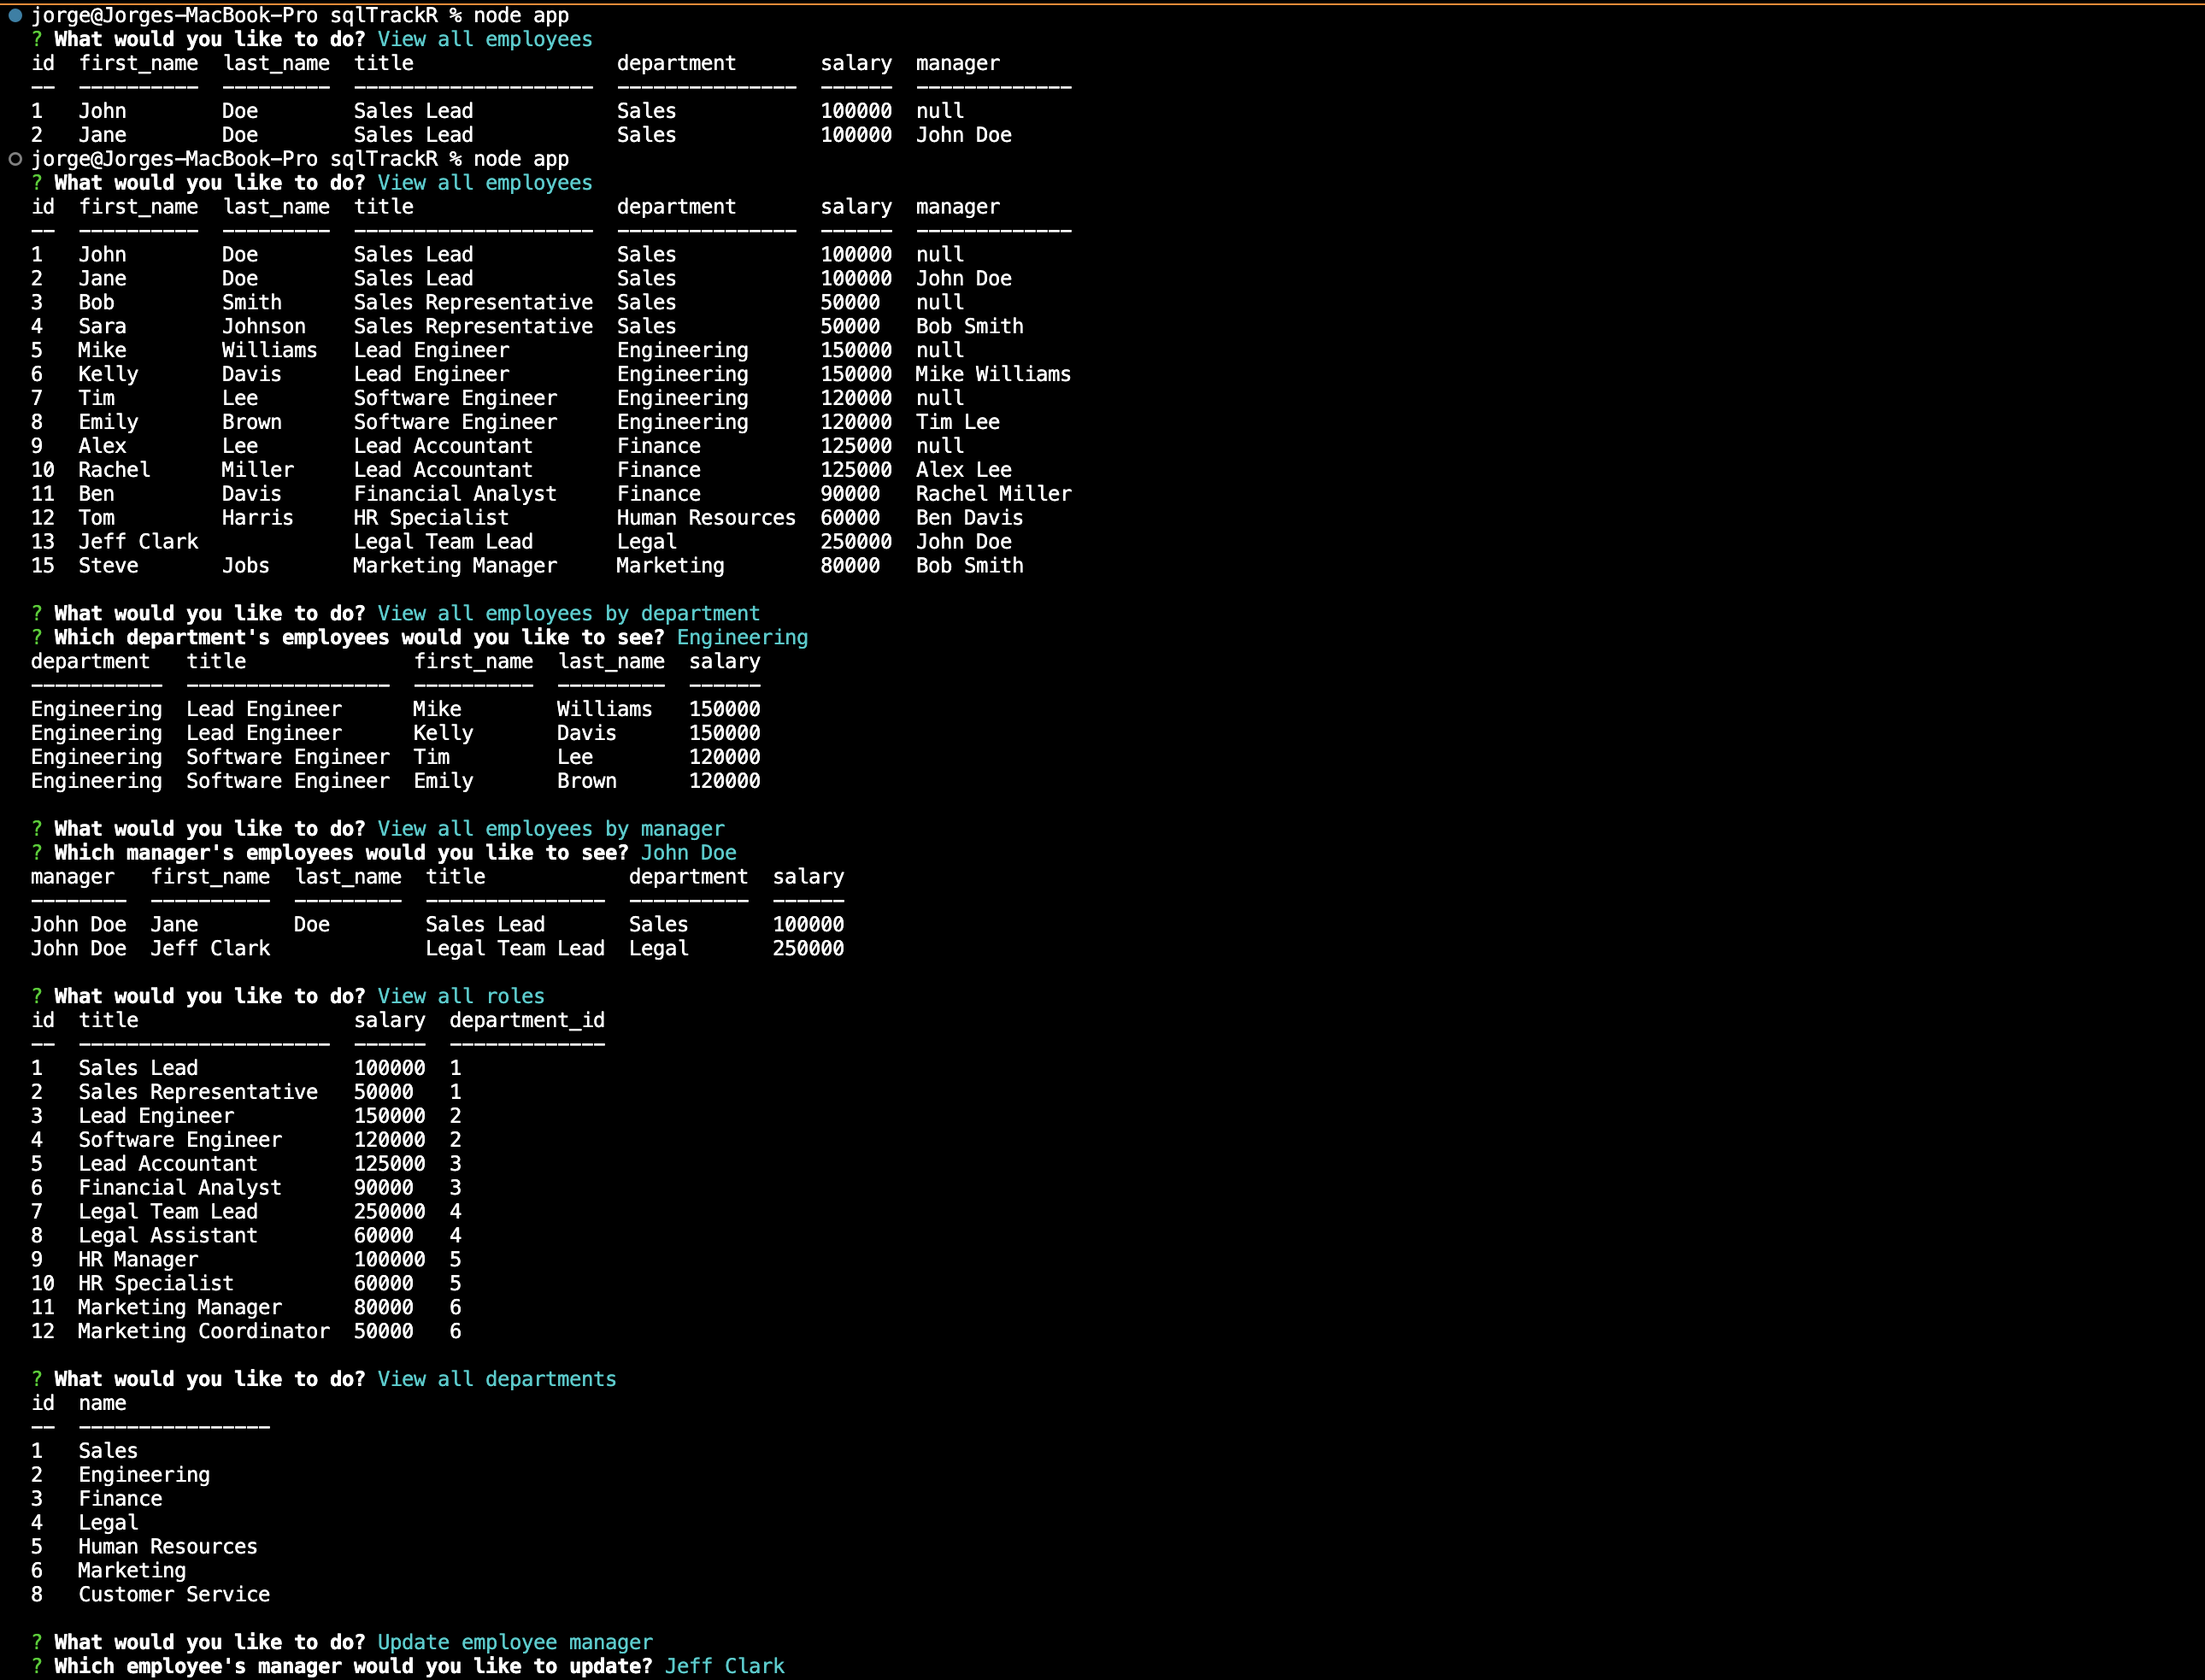 jorge@Jorges-MacBook-Pro sqlTrackR % node app
? What would you like to do? View all employees
id  first_name  last_name  title                 department       salary  manager
--  ----------  ---------  --------------------  ---------------  ------  -------------
1   John        Doe        Sales Lead            Sales            100000  null
2   Jane        Doe        Sales Lead            Sales            100000  John Doe
jorge@Jorges-MacBook-Pro sqlTrackR % node app
? What would you like to do? View all employees
id  first_name  last_name  title                 department       salary  manager
--  ----------  ---------  --------------------  ---------------  ------  -------------
1   John        Doe        Sales Lead            Sales            100000  null
2   Jane        Doe        Sales Lead            Sales            100000  John Doe
3   Bob         Smith      Sales Representative  Sales            50000   null
4   Sara        Johnson    Sales Representative  Sales            50000   Bob Smith
5   Mike        Williams   Lead Engineer         Engineering      150000  null
6   Kelly       Davis      Lead Engineer         Engineering      150000  Mike Williams
7   Tim         Lee        Software Engineer     Engineering      120000  null
8   Emily       Brown      Software Engineer     Engineering      120000  Tim Lee
9   Alex        Lee        Lead Accountant       Finance          125000  null
10  Rachel      Miller     Lead Accountant       Finance          125000  Alex Lee
11  Ben         Davis      Financial Analyst     Finance          90000   Rachel Miller
12  Tom         Harris     HR Specialist         Human Resources  60000   Ben Davis
13  Jeff Clark             Legal Team Lead       Legal            250000  John Doe
15  Steve       Jobs       Marketing Manager     Marketing        80000   Bob Smith
? What would you like to do? View all employees by department
? Which department's employees would you like to see? Engineering
department   title              first_name  last_name  salary
-----------  -----------------  ----------  ---------  ------
Engineering  Lead Engineer      Mike        Williams   150000
Engineering  Lead Engineer      Kelly       Davis      150000
Engineering  Software Engineer  Tim         Lee        120000
Engineering  Software Engineer  Emily       Brown      120000
? What would you like to do? View all employees by manager
? Which manager's employees would you like to see? John Doe
manager   first_name  last_name  title            department  salary
--------  ----------  ---------  ---------------  ----------  ------
John Doe  Jane        Doe        Sales Lead       Sales       100000
John Doe  Jeff Clark             Legal Team Lead  Legal       250000
? What would you like to do? View all roles
id  title                  salary  department_id
--  ---------------------  ------  -------------
1   Sales Lead             100000  1
2   Sales Representative   50000   1
3   Lead Engineer          150000  2
4   Software Engineer      120000  2
5   Lead Accountant        125000  3
6   Financial Analyst      90000   3
7   Legal Team Lead        250000  4
8   Legal Assistant        60000   4
9   HR Manager             100000  5
10  HR Specialist          60000   5
11  Marketing Manager      80000   6
12  Marketing Coordinator  50000   6
? What would you like to do? View all departments
id  name
--  ----------------
1   Sales
2   Engineering
3   Finance
4   Legal
5   Human Resources
6   Marketing
8   Customer Service
? What would you like to do? Update employee manager
? Which employee's manager would you like to update? Jeff Clark